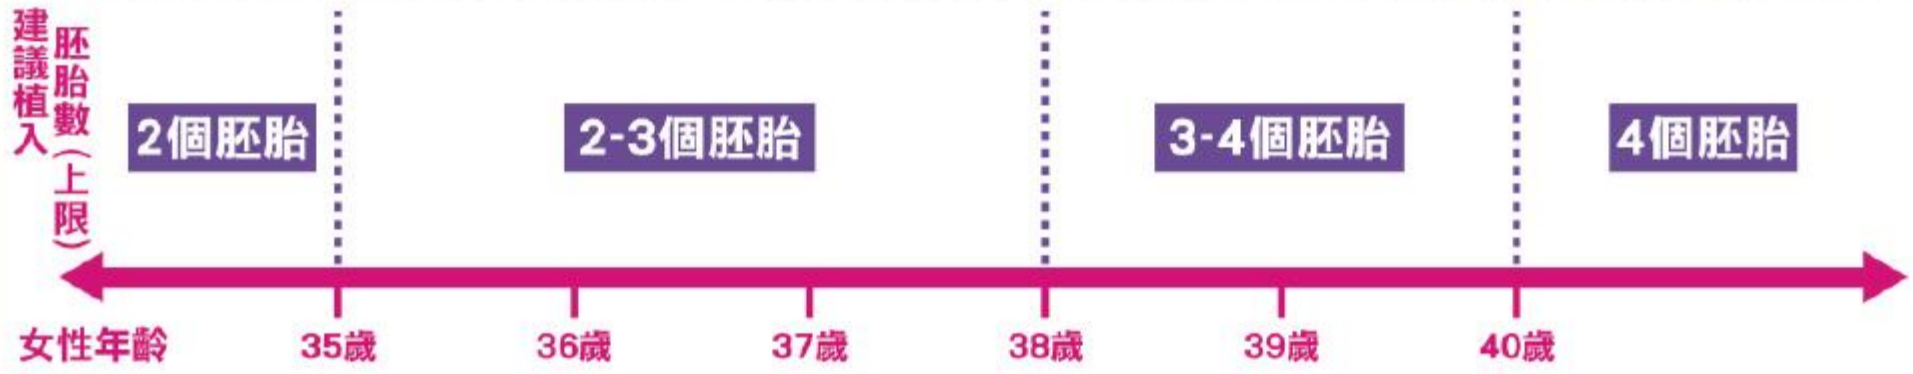 建議植入
胚胎數(上限)
2個胚胎
2-3個胚胎
3-4個胚胎
4個胚胎
女性年齡
35歲
36歲
37歲
38歲
39歲
40歲